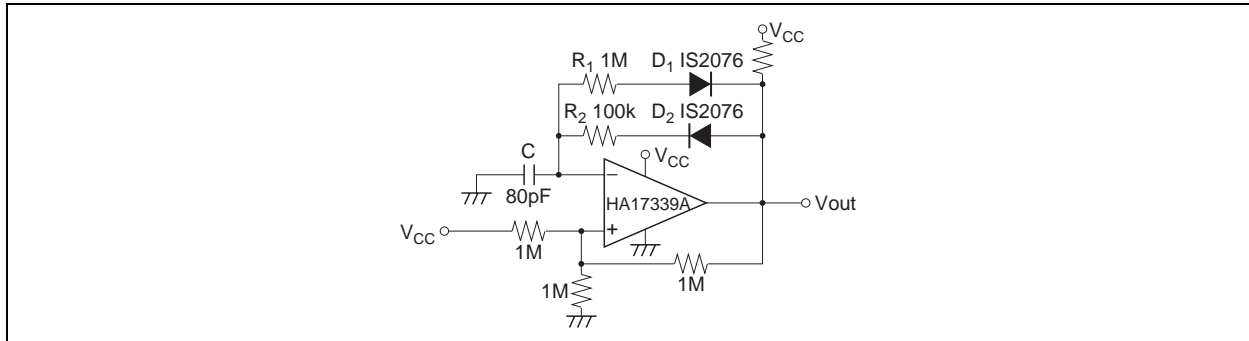 VCC
R1 1M
D1 IS2076
R2 100k
D2 IS2076
C
80pF
VCC
−
HA17339A
+
Vout
VCC
1M
1M
1M